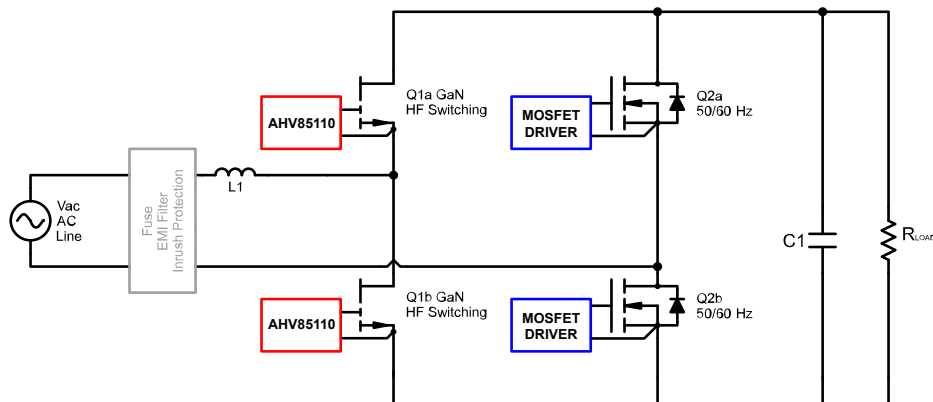 Q1a GaN
HF Switching
AHV85110
Q2a
50/60 Hz
MOSFET
DRIVER
Vac
AC
Line
Fuse
EMI Filter
Inrush Protection
L1
C1
RLOAD
Q1b GaN
HF Switching
AHV85110
Q2b
50/60 Hz
MOSFET
DRIVER